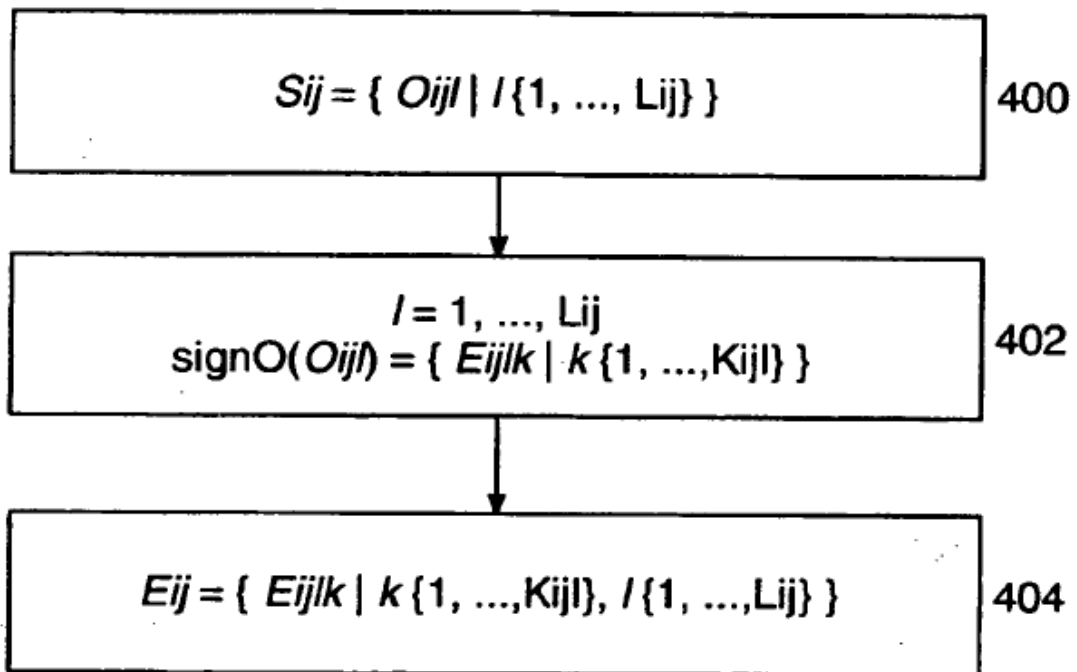 Sij = { Oijl | l {1, ..., Lij} }
400
l = 1, ..., Lij
signO(Oijl) = { Eijlk | k {1, ...,Kijl} }
402
Eij = { Eijlk | k {1, ...,Kijl}, l {1, ...,Lij} }
404